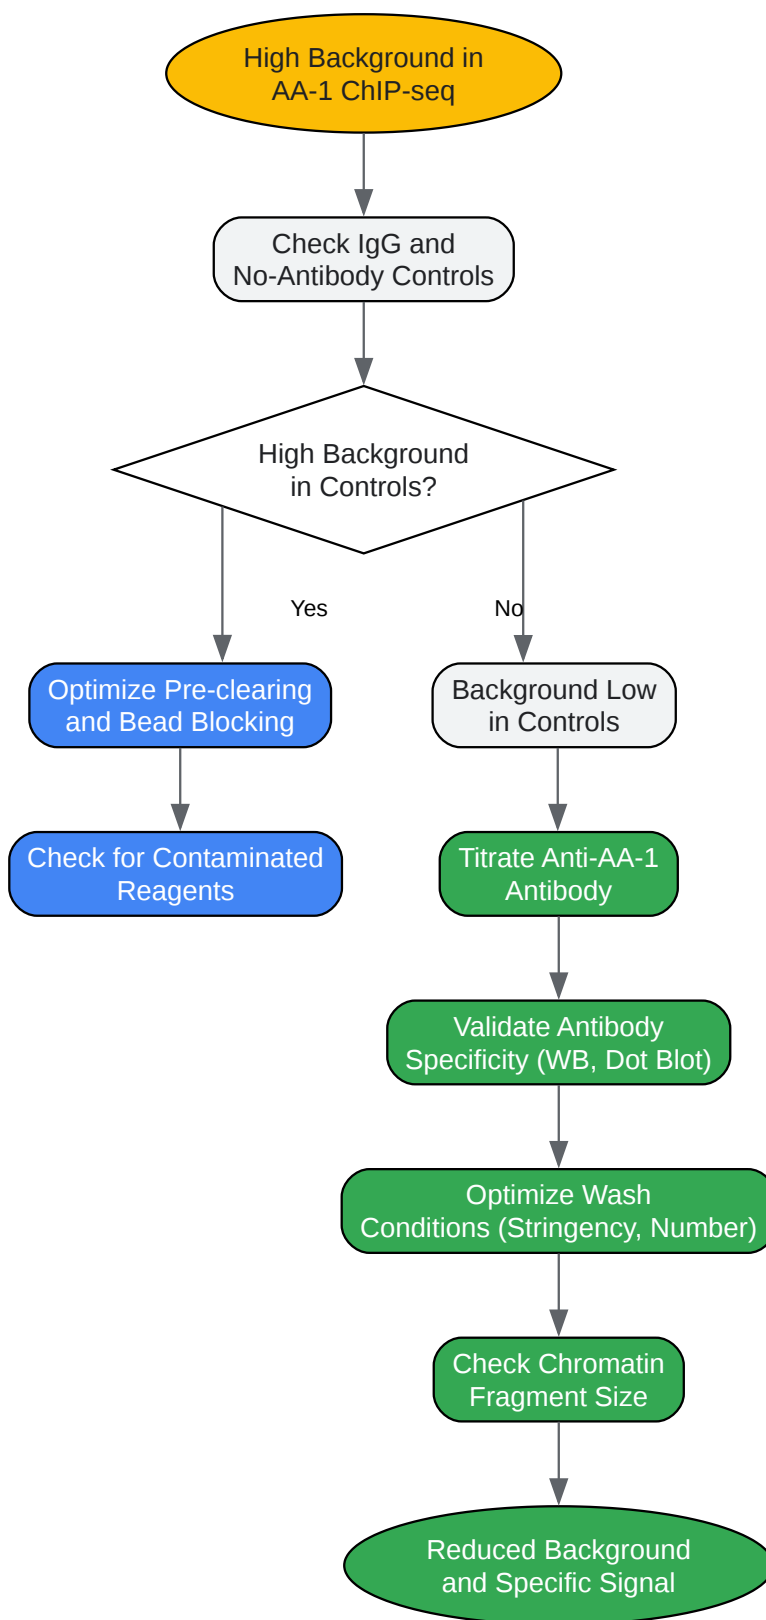 High Background in
AA-1 ChIP-seq
Check IgG and
No-Antibody Controls
High Background
in Controls?
Yes
No
Optimize Pre-clearing
and Bead Blocking
Background Low
in Controls
Check for Contaminated
Reagents
Titrate Anti-AA-1
Antibody
Validate Antibody
Specificity (WB, Dot Blot)
Optimize Wash
Conditions (Stringency, Number)
Check Chromatin
Fragment Size
Reduced Background
and Specific Signal